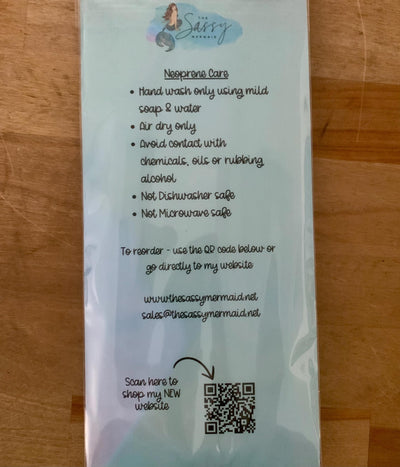 THE
Sassy
MERMAID
Neoprene Care
• Hand wash only using mild
soap & water
• Air dry only
• Avoid contact with
chemicals, oils or rubbing
alcohol
• Not Dishwasher safe
• Not Microwave safe
To reorder - use the QR code below or
go directly to my website
www.thesassymermaid.net
sales@thesassymermaid.net
Scan here to
shop my NEW
website